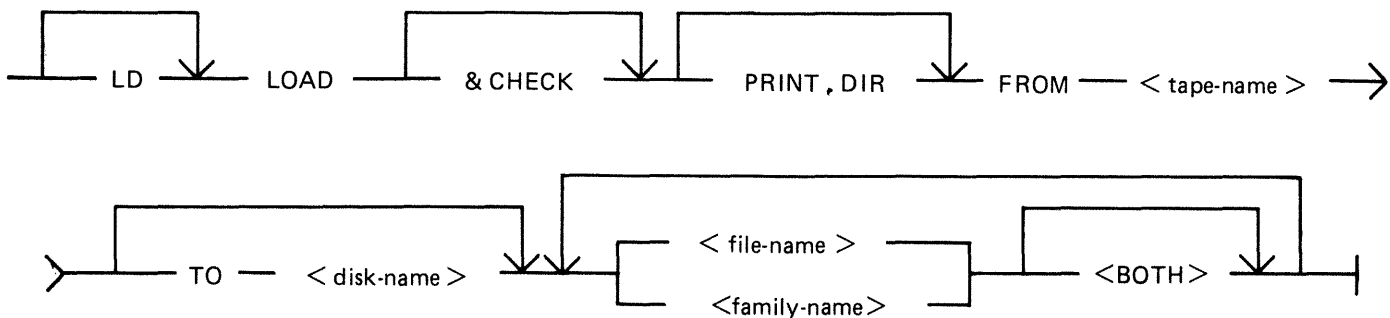 LD LOAD & CHECK PRINT, DIR FROM < tape-name >
TO < disk-name > < file-name > <BOTH>
<family-name>